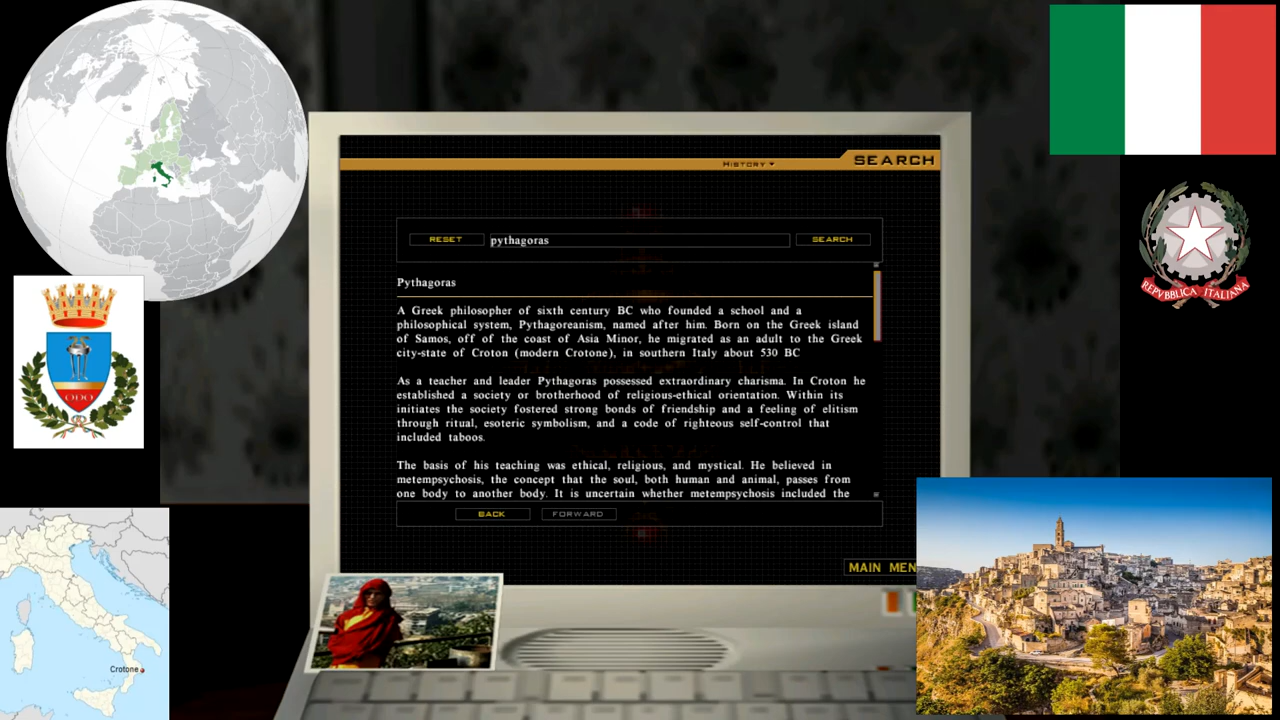 HISTORY
SEARCH
RESET
pythagoras
SEARCH
Pythagoras
A Greek philosopher of sixth century BC who founded a school and a
philosophical system, Pythagoreanism, named after him. Born on the Greek island
of Samos, off of the coast of Asia Minor, he migrated as an adult to the Greek
city-state of Croton (modern Crotone), in southern Italy about 530 BC
As a teacher and leader Pythagoras possessed extraordinary charisma. In Croton he
established a society or brotherhood of religious-ethical orientation. Within its
initiates the society fostered strong bonds of friendship and a feeling of elitism
through ritual, esoteric symbolism, and a code of righteous self-control that
included taboos.
The basis of his teaching was ethical, religious, and mystical. He believed in
metempsychosis, the concept that the soul, both human and animal, passes from
one body to another body. It is uncertain whether metempsychosis included the
BACK
FORWARD
MAIN MEN
REPVBBLICA ITALIANA
ODO
Crotone